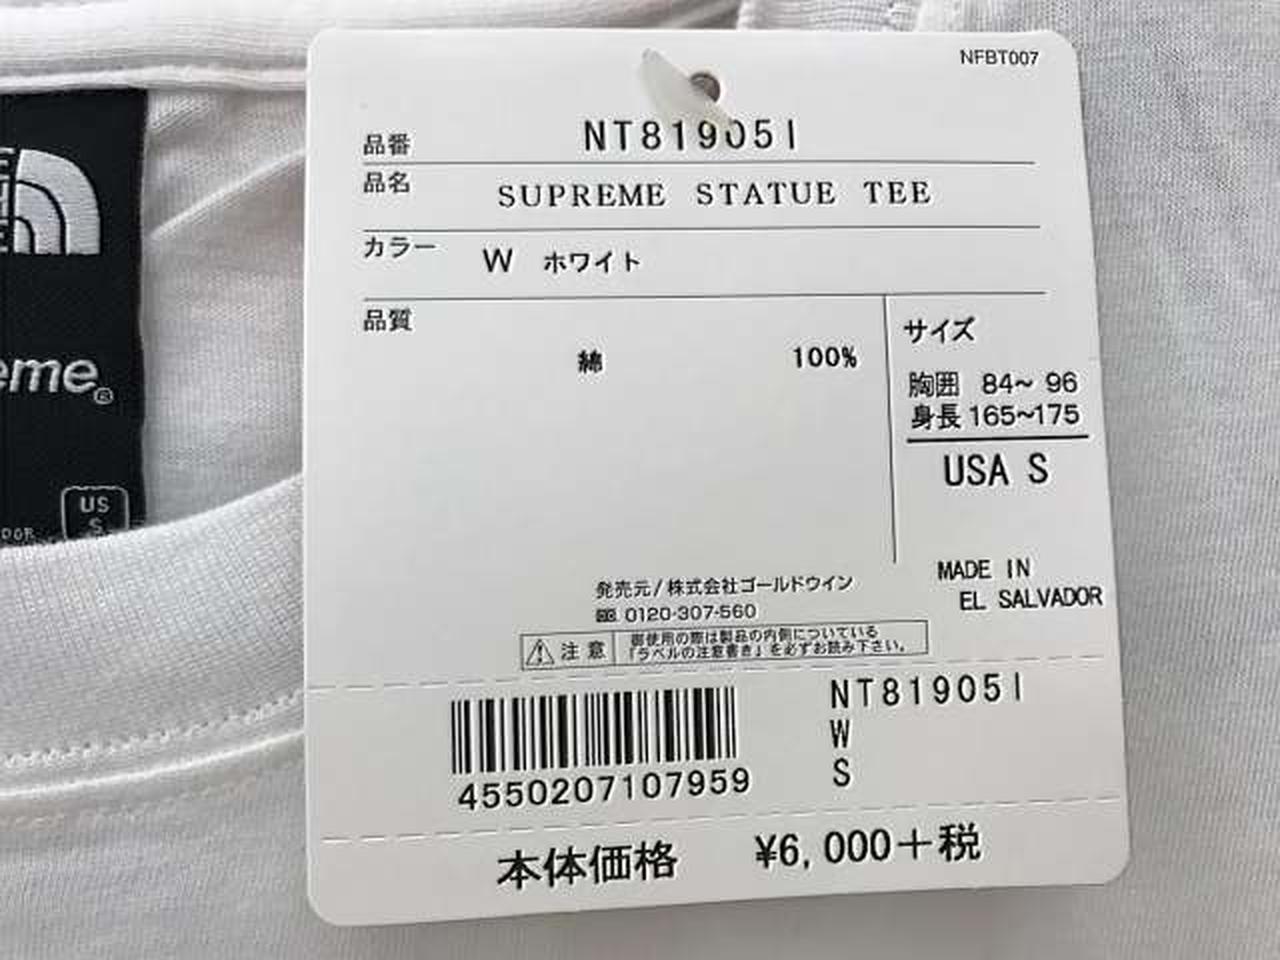 NFBT007
品番 NT81905I
品名 SUPREME STATUE TEE
カラー W ホワイト
品質
綿 100%
サイズ
胸囲 84~ 96
身長 165~175
USA S
MADE IN
EL SALVADOR
発売元/株式会社ゴールドウイン
0120-307-560
注意
御使用の際は製品の内側についている
「ラベルの注意書き」を必ずお読み下さい。
4550207107959
NT81905I
W
S
本体価格 ¥6,000+税
eme®
US
S
DOR